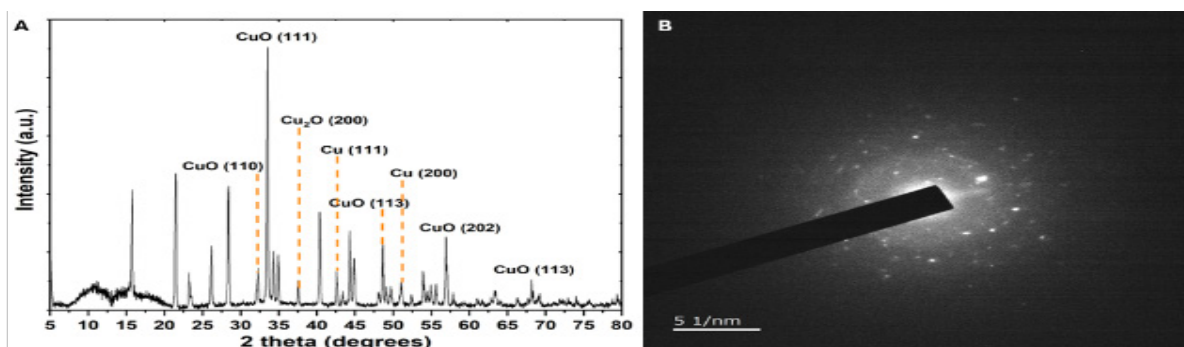 A
CuO (111)
Cu₂O (200)
Cu (111)
CuO (110)
Cu (200)
CuO (113)
CuO (202)
CuO (113)
Intensity (a.u.)
5 10 15 20 25 30 35 40 45 50 55 60 65 70 75 80
2 theta (degrees)
B
5 1/nm